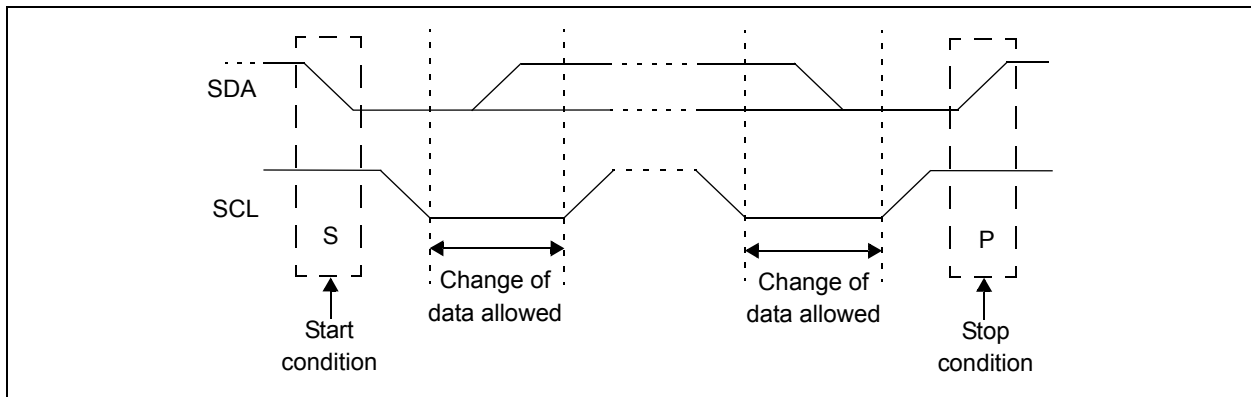 SDA
SCL
S
P
Change of
data allowed
Change of
data allowed
Start
condition
Stop
condition